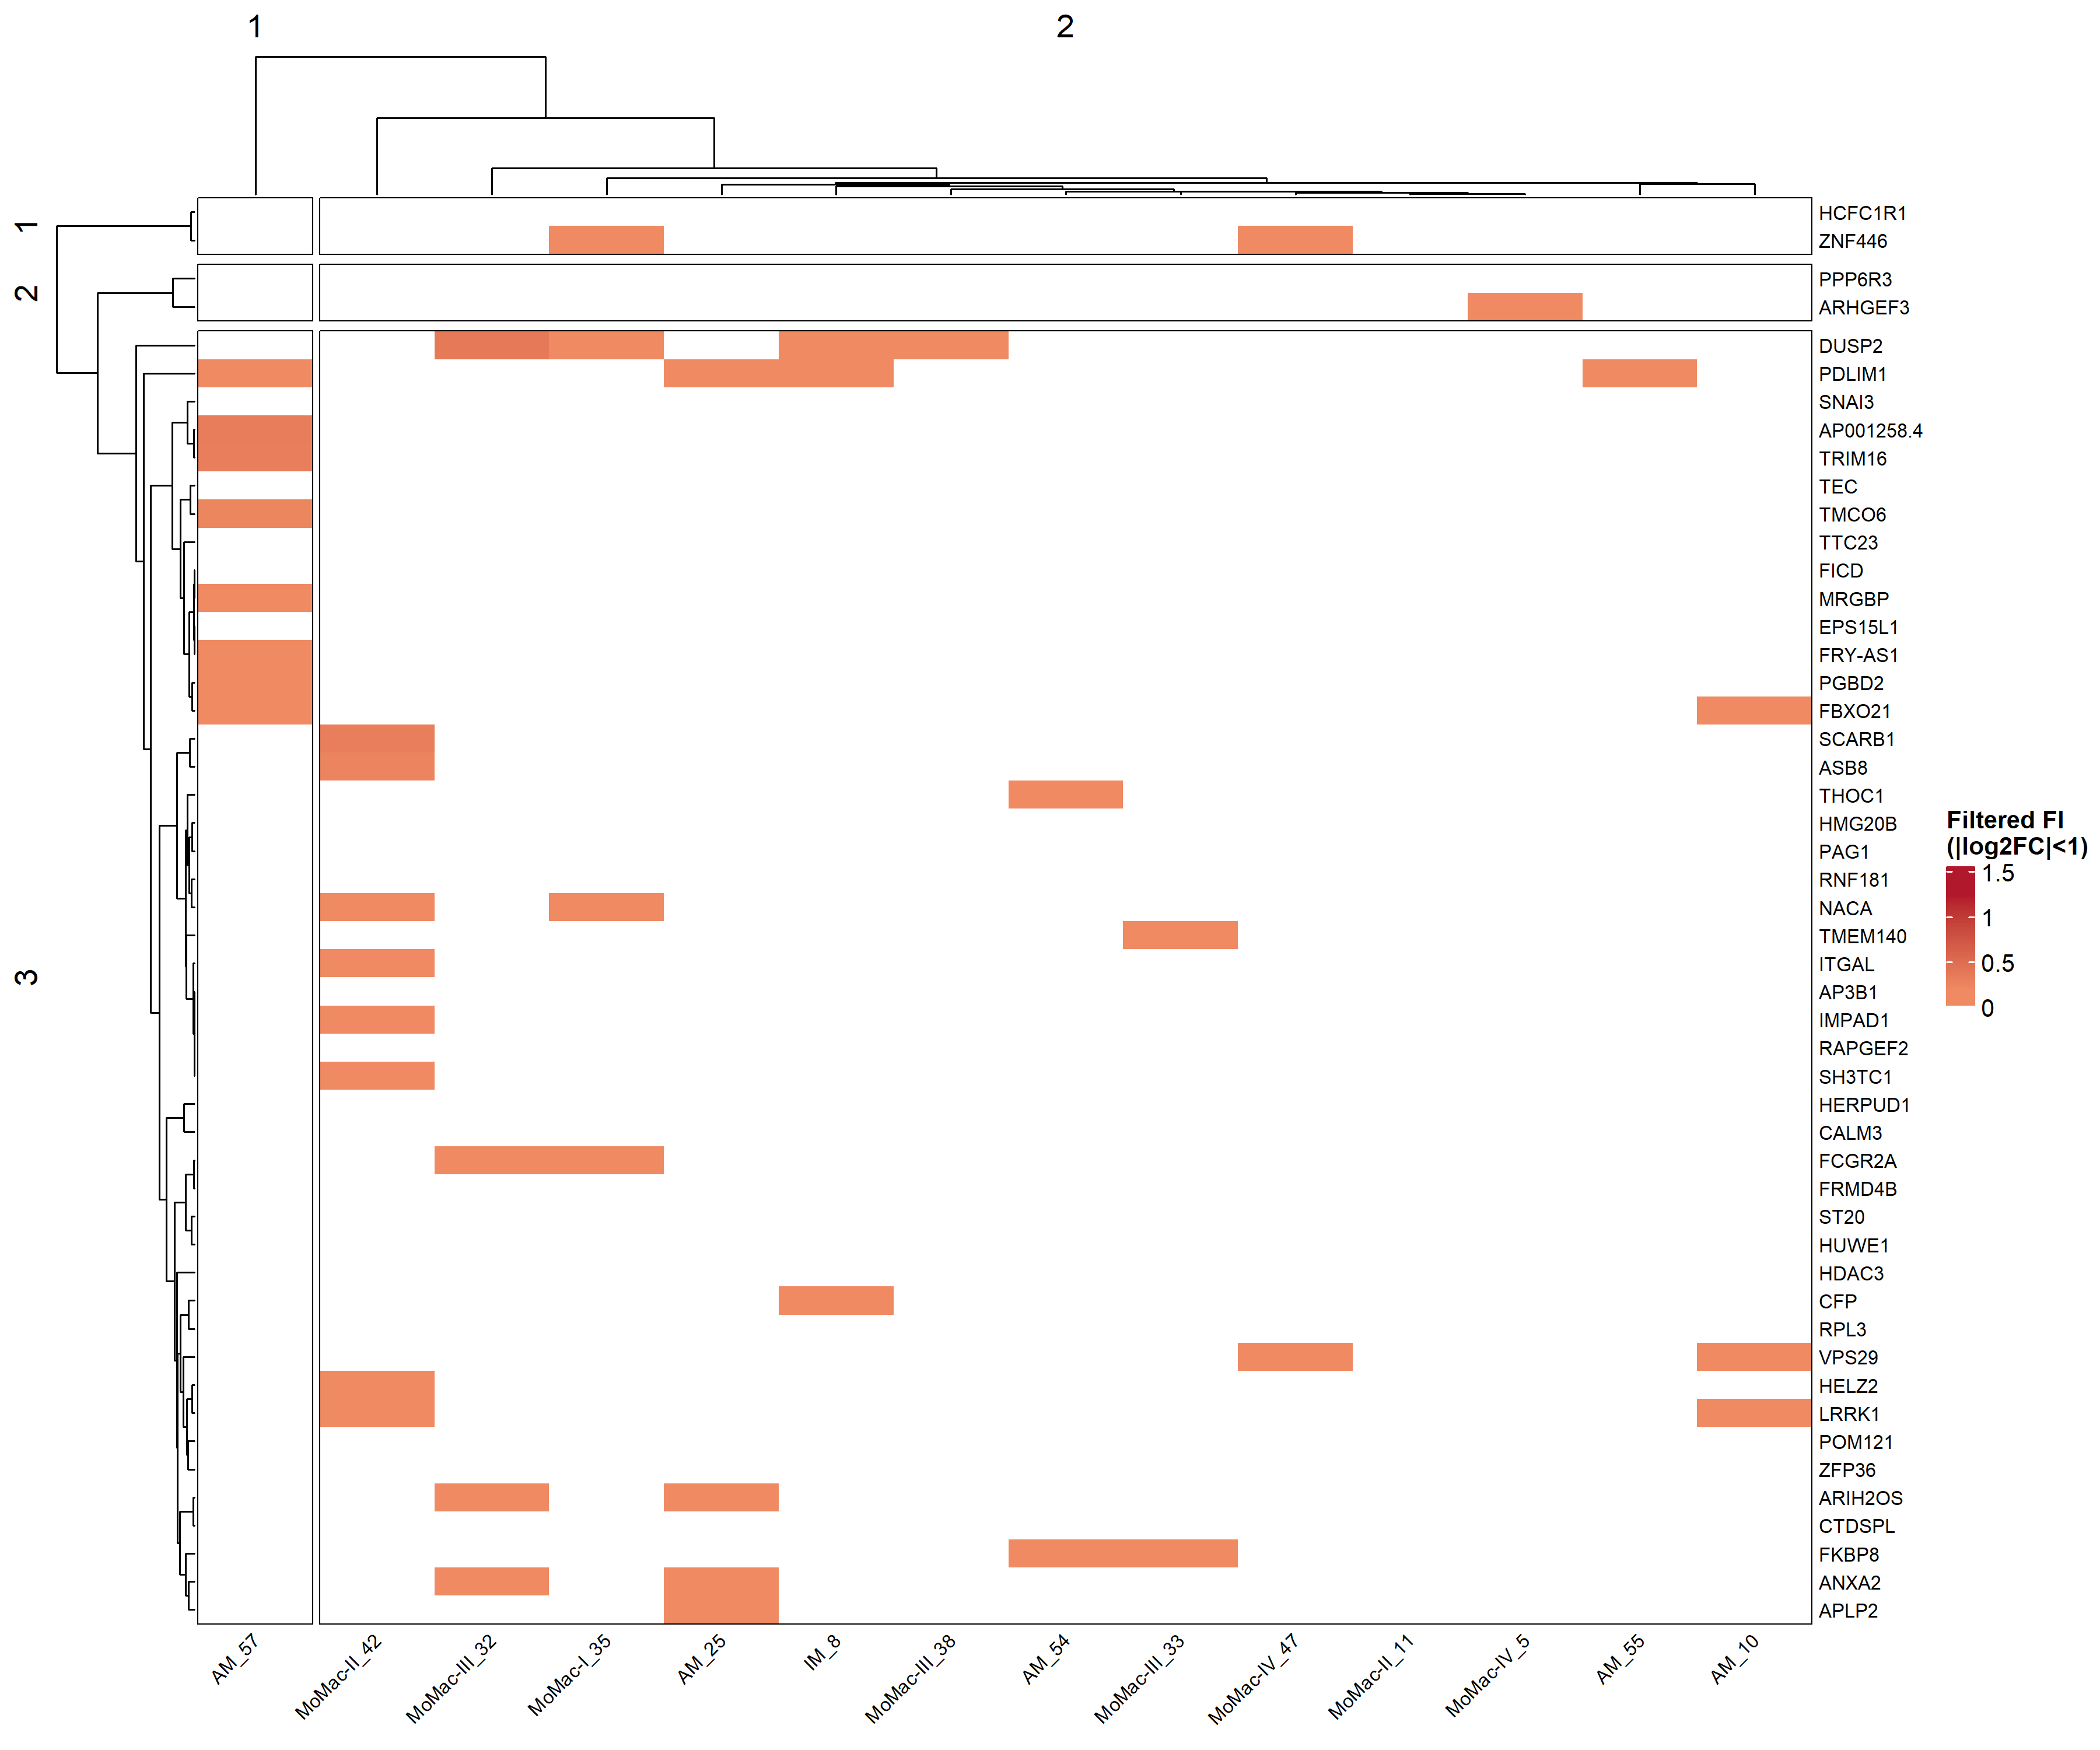 1
2
1
2
3
HCFC1R1
ZNF446
PPP6R3
ARHGEF3
DUSP2
PDLIM1
SNAI3
AP001258.4
TRIM16
TEC
TMCO6
TTC23
FICD
MRGBP
EPS15L1
FRY-AS1
PGBD2
FBXO21
SCARB1
ASB8
THOC1
HMG20B
PAG1
RNF181
NACA
TMEM140
ITGAL
AP3B1
IMPAD1
RAPGEF2
SH3TC1
HERPUD1
CALM3
FCGR2A
FRMD4B
ST20
HUWE1
HDAC3
CFP
RPL3
VPS29
HELZ2
LRRK1
POM121
ZFP36
ARIH2OS
CTDSPL
FKBP8
ANXA2
APLP2
Filtered FI
(|log2FC|<1)
1.5
1
0.5
0
AM_57
MoMac-II_42
MoMac-III_32
MoMac-I_35
AM_25
IM_8
MoMac-III_38
AM_54
MoMac-III_33
MoMac-IV_47
MoMac-II_11
MoMac-IV_5
AM_55
AM_10